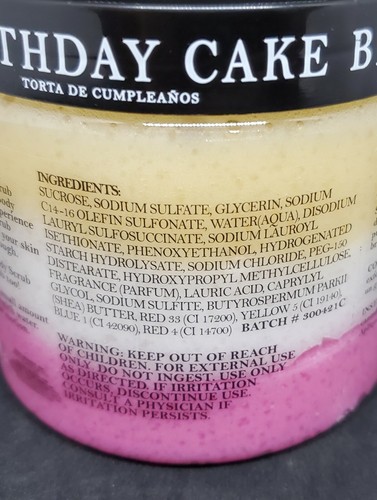 THDAY CAKE B
TORTA DE CUMPLEAÑOS
INGREDIENTS:
SUCROSE, SODIUM SULFATE, GLYCERIN, SODIUM
C14-16 OLEFIN SULFONATE, WATER(AQUA), DISODIUM
LAURYL SULFOSUCCINATE, SODIUM LAUROYL
ISETHIONATE, PHENOXYETHANOL, HYDROGENATED
STARCH HYDROLYSATE, SODIUM CHLORIDE, PEG-150
DISTEARATE, HYDROXYPROPYL METHYLCELLULOSE,
FRAGRANCE (PARFUM), LAURIC ACID, CAPRYLYL
GLYCOL, SODIUM SULFITE, BUTYROSPERMUM PARKII
(SHEA) BUTTER, RED 33 (CI 17200), YELLOW 5 (CI 19140),
BLUE 1 (CI 42090), RED 4 (CI 14700) BATCH # 300421C
WARNING: KEEP OUT OF REACH
OF CHILDREN. FOR EXTERNAL USE
ONLY. DO NOT INGEST. USE ONLY
AS DIRECTED. IF IRRITATION
OCCURS, DISCONTINUE USE.
CONSULT A PHYSICIAN IF
IRRITATION PERSISTS.